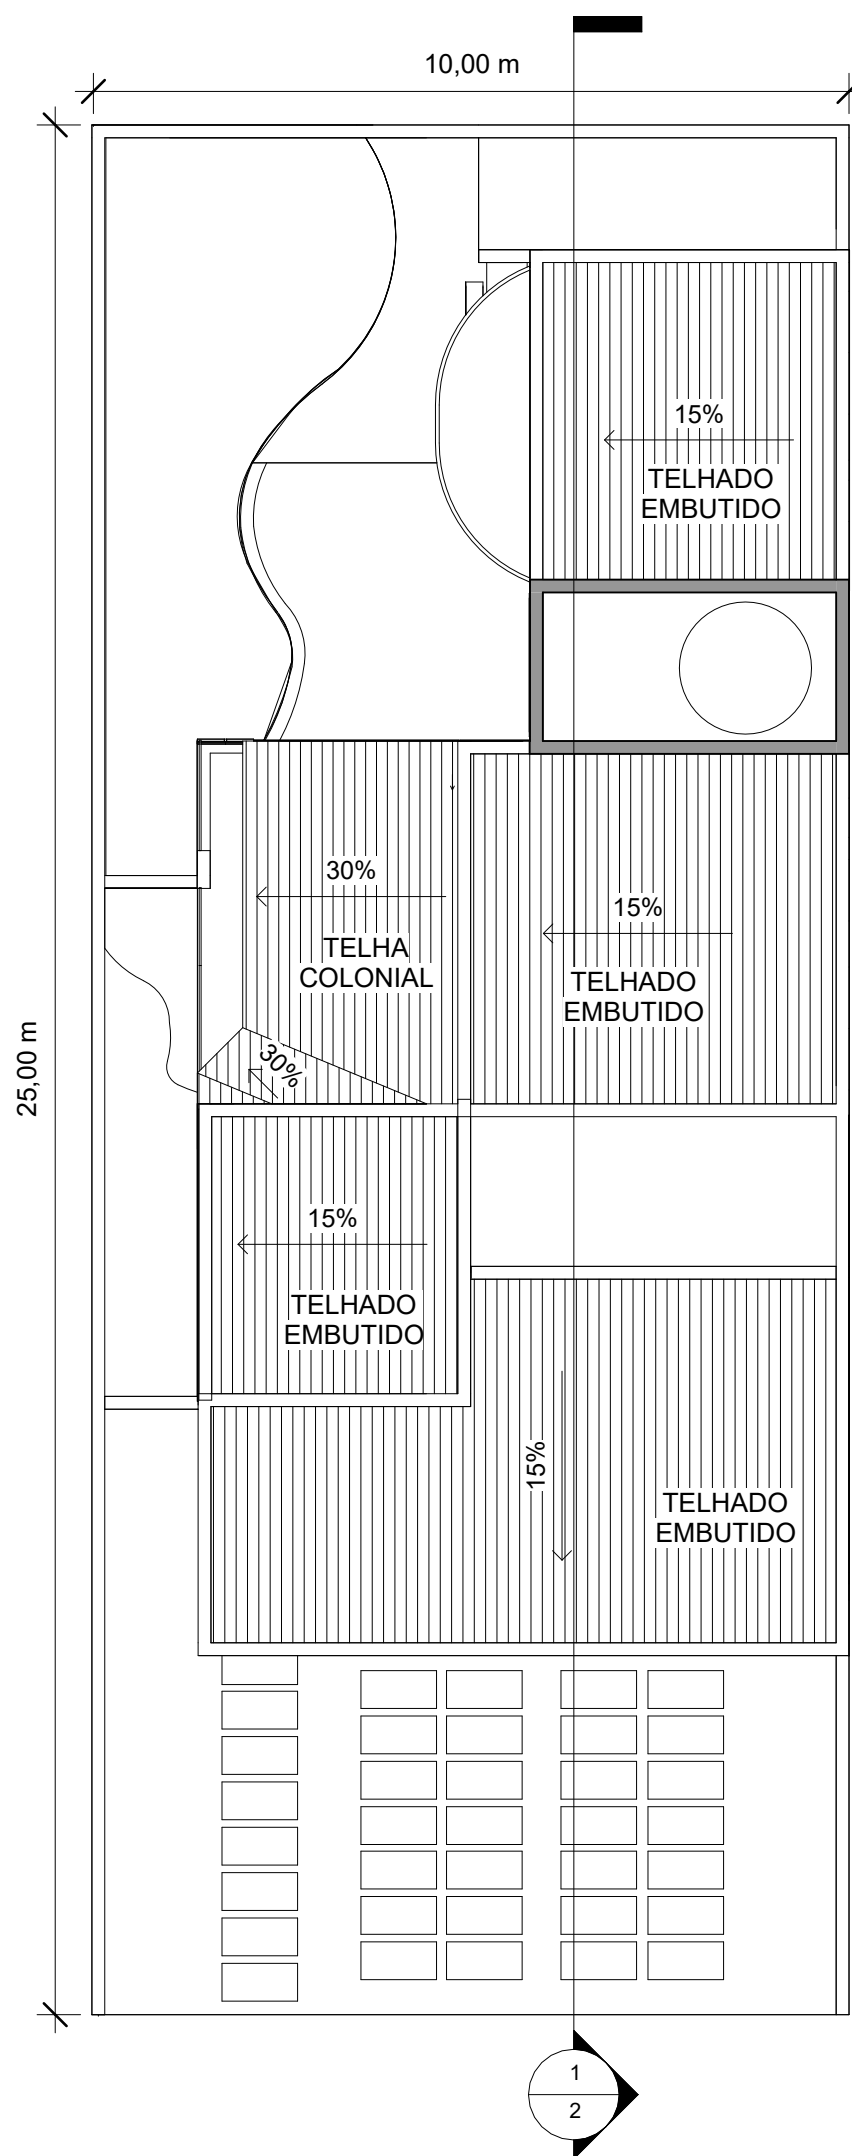 10,00 m
15%
TELHADO
EMBUTIDO
30%
TELHA
COLONIAL
15%
TELHADO
EMBUTIDO
30%
25,00 m
15%
TELHADO
EMBUTIDO
15%
TELHADO
EMBUTIDO
1
2